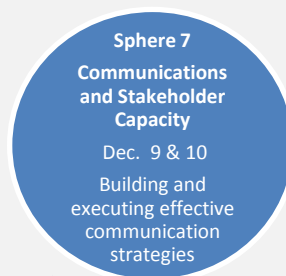 Sphere 7
Communications
and Stakeholder
Capacity
Dec. 9 & 10
Building and
executing effective
communication
strategies